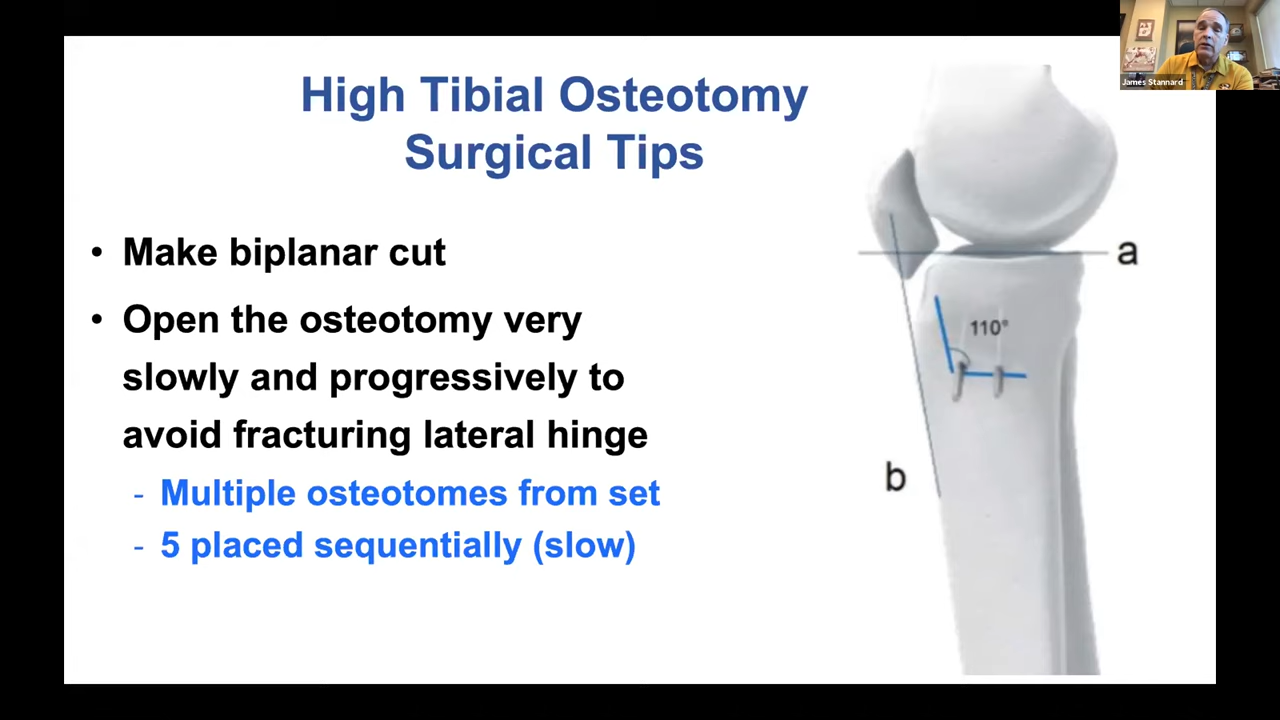 James Stannard
High Tibial Osteotomy
Surgical Tips
• Make biplanar cut
• Open the osteotomy very
slowly and progressively to
avoid fracturing lateral hinge
- Multiple osteotomes from set
- 5 placed sequentially (slow)
a
110°
b